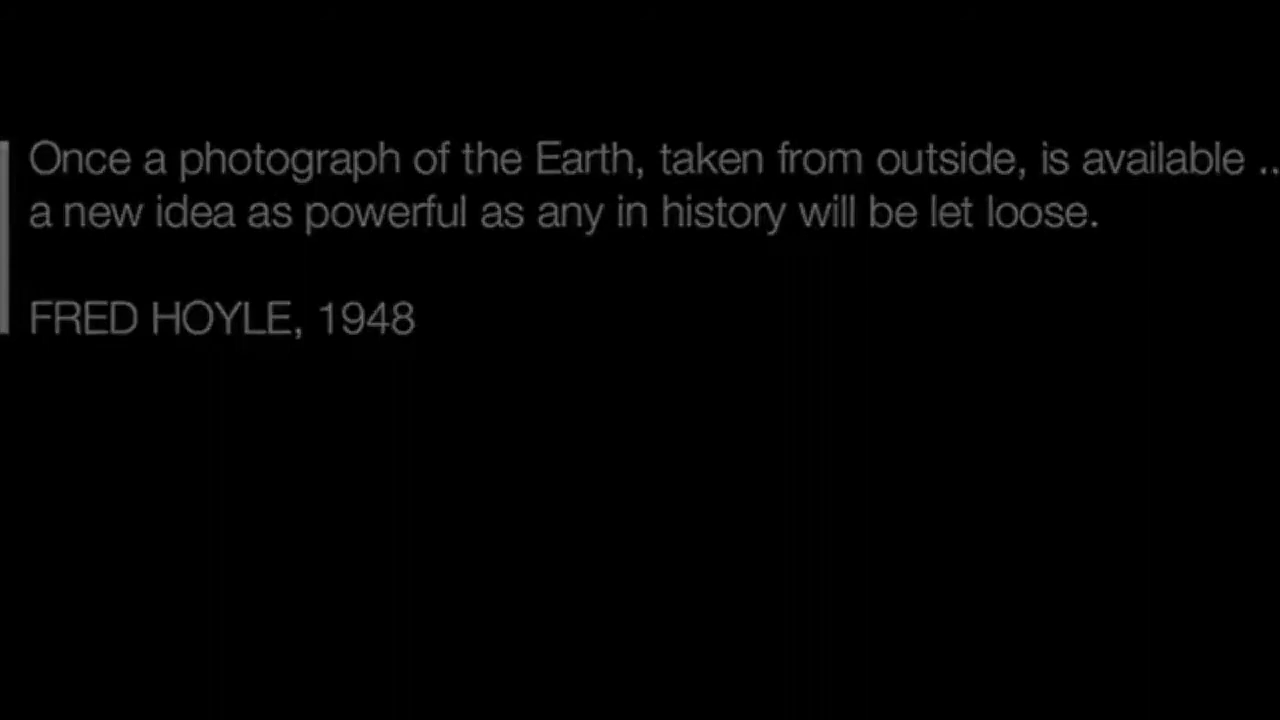 Once a photograph of the Earth, taken from outside, is available ..
a new idea as powerful as any in history will be let loose.
FRED HOYLE, 1948